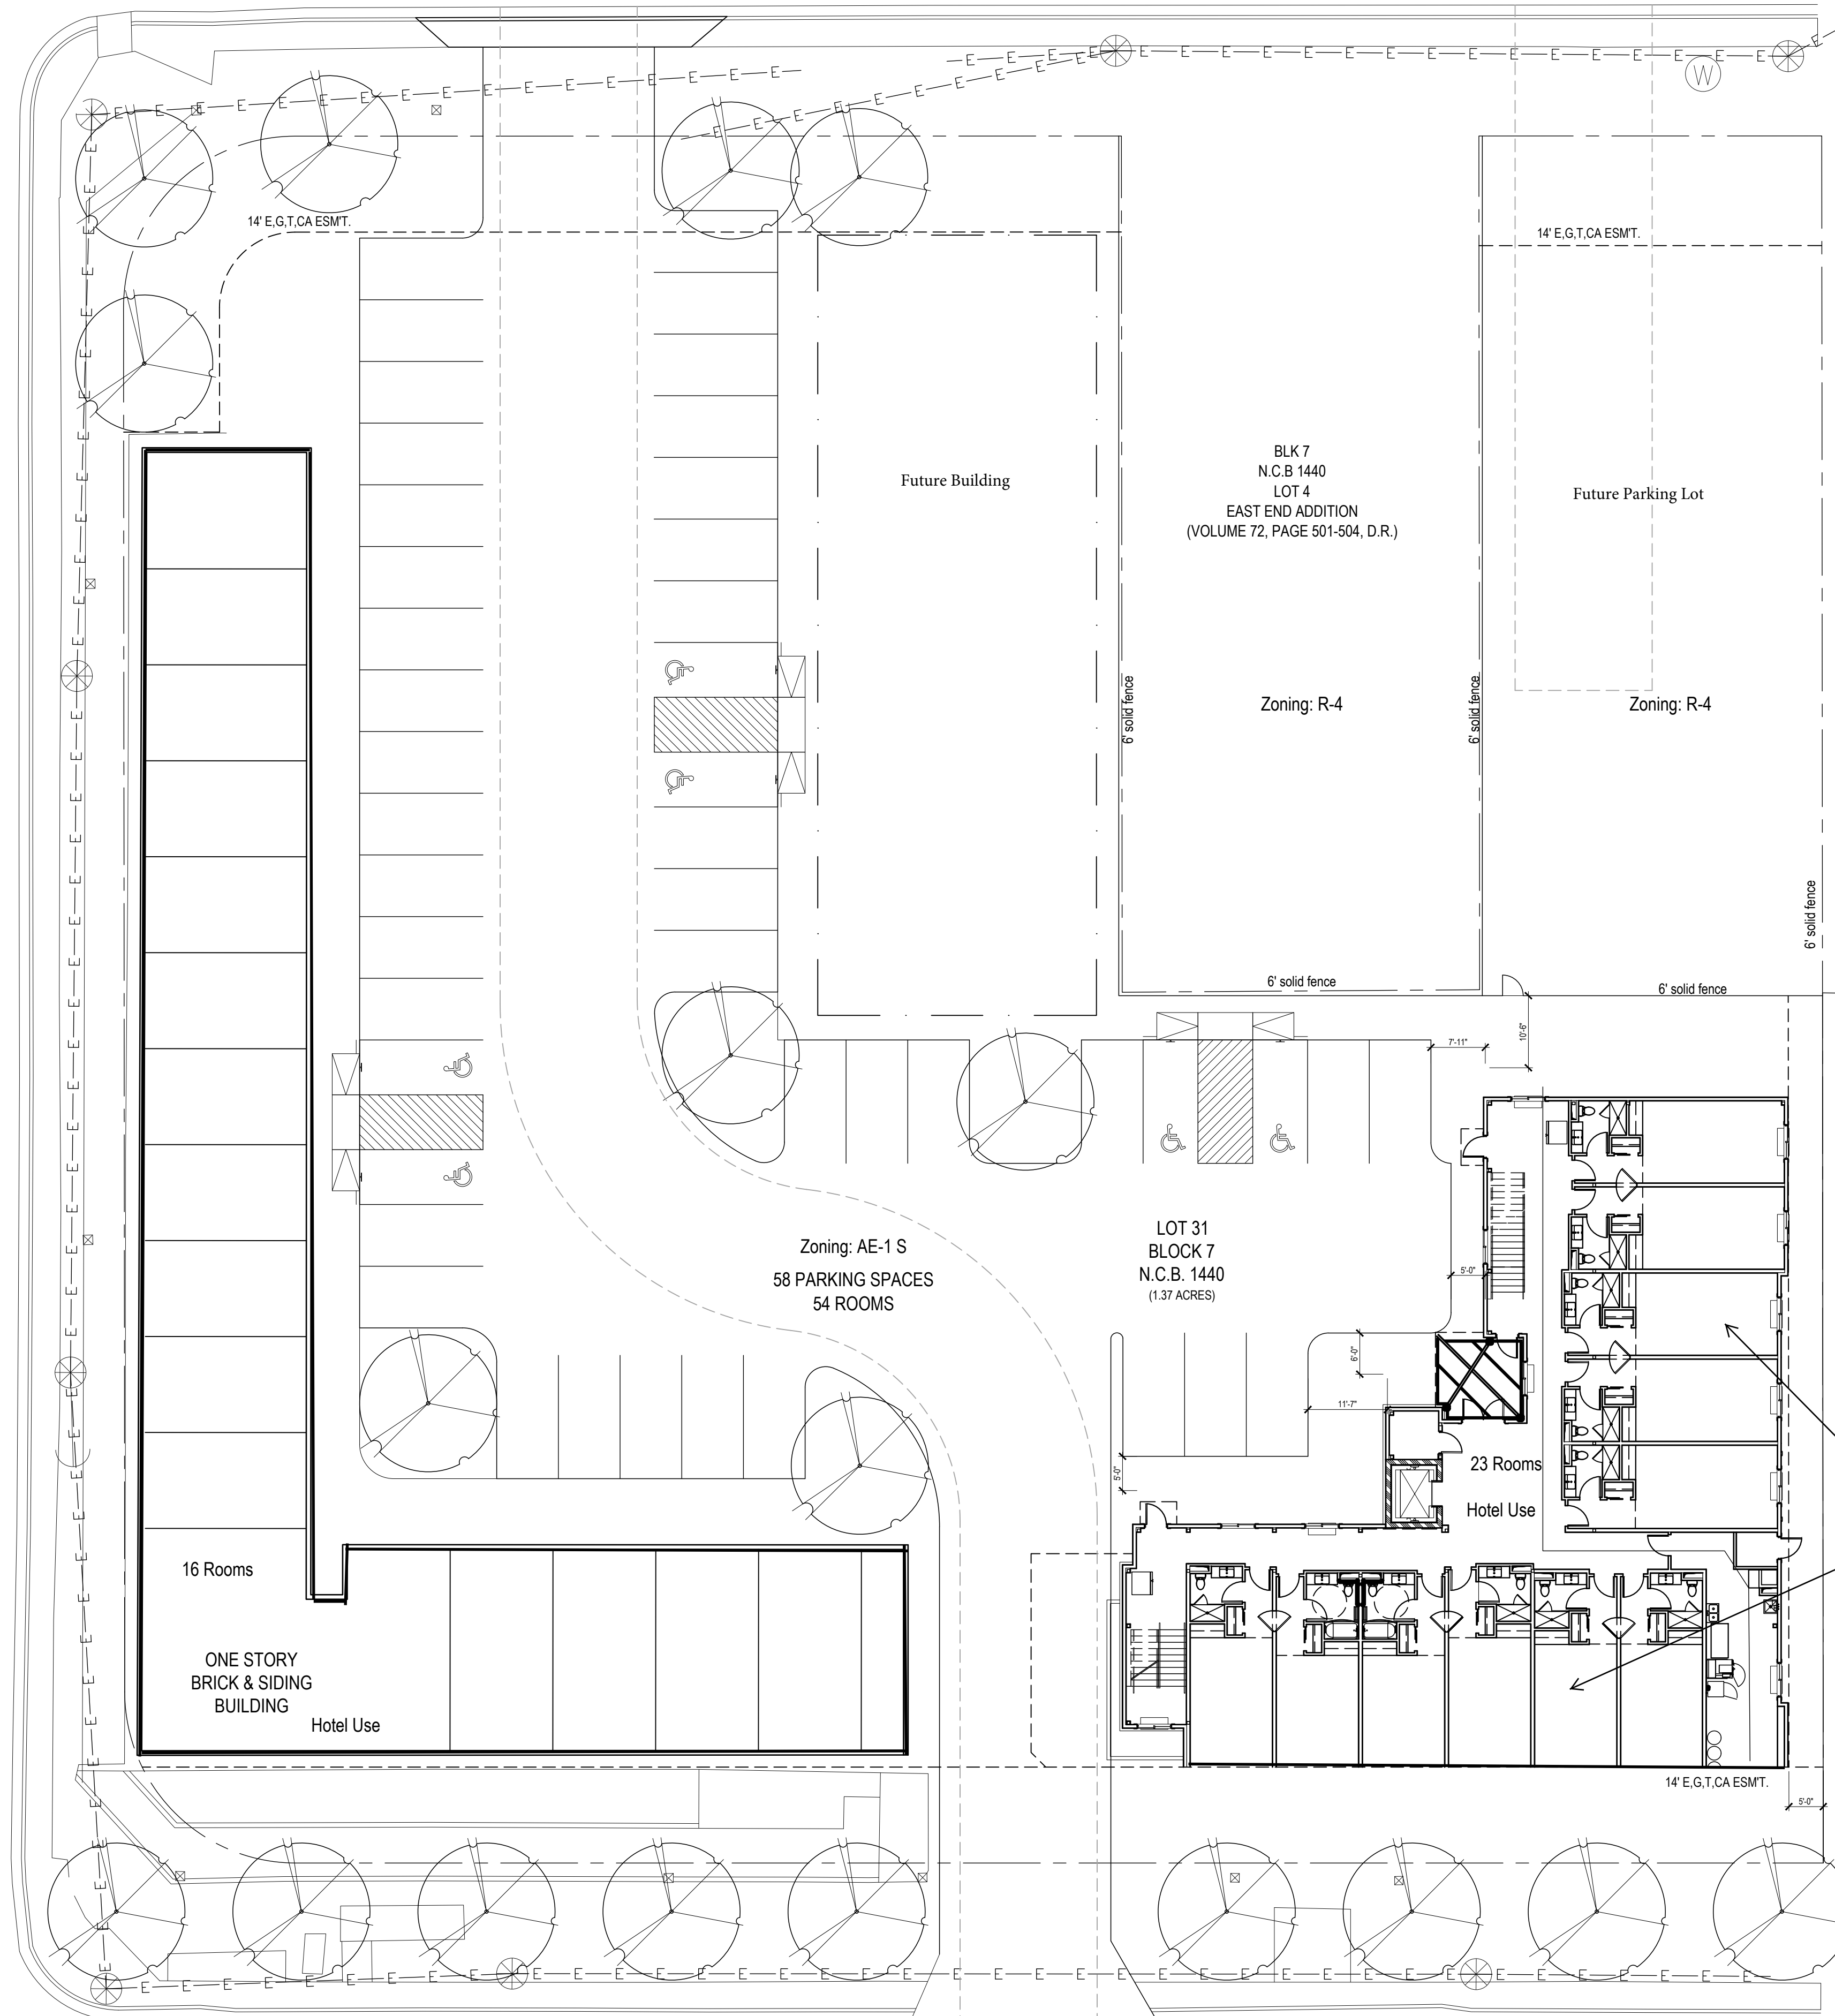 W
14' E,G,T,CA ESM'T.
14' E,G,T,CA ESM'T.
Future Building
BLK 7
N.C.B 1440
LOT 4
EAST END ADDITION
(VOLUME 72, PAGE 501-504, D.R.)
Future Parking Lot
6' solid fence
Zoning: R-4
6' solid fence
Zoning: R-4
6' solid fence
6' solid fence
6' solid fence
10'-6"
7'-11"
Zoning: AE-1 S
58 PARKING SPACES
54 ROOMS
LOT 31
BLOCK 7
N.C.B. 1440
(1.37 ACRES)
5'-0"
6'-0"
11'-7"
5'-0"
23 Rooms
Hotel Use
16 Rooms
ONE STORY
BRICK & SIDING
BUILDING
Hotel Use
14' E,G,T,CA ESM'T.
5'-0"